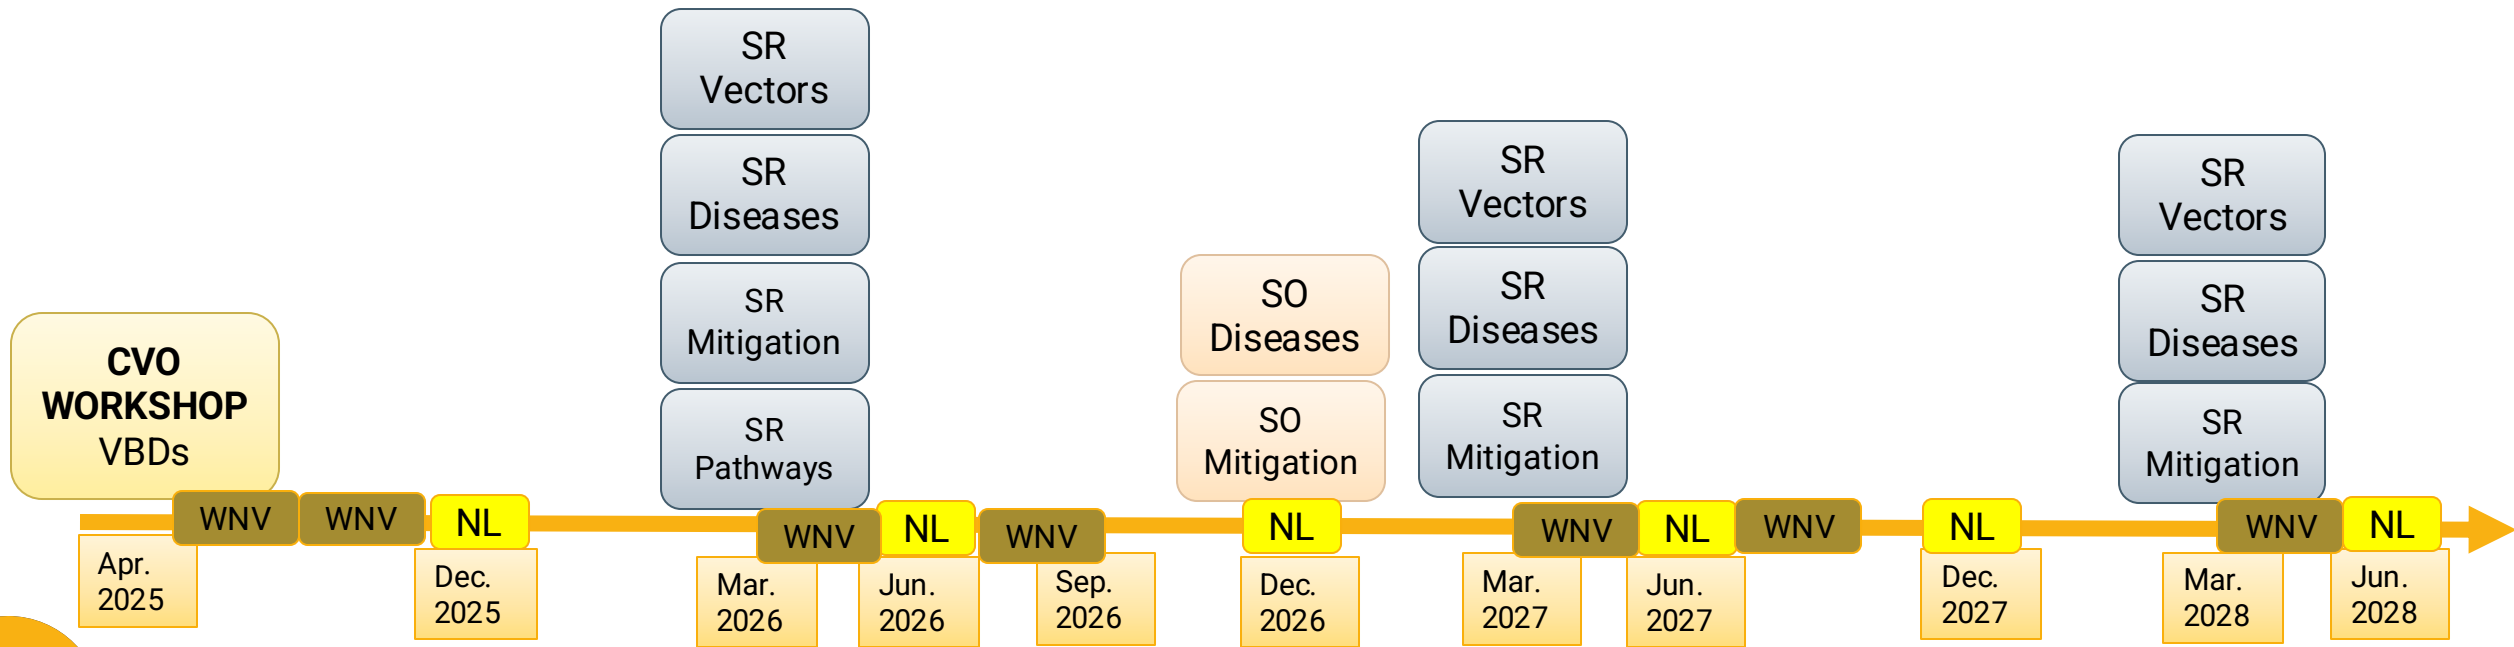 SR
Vectors
SR
Diseases
SR
Mitigation
SR
Pathways
SO
Diseases
SO
Mitigation
SR
Vectors
SR
Diseases
SR
Mitigation
SR
Vectors
SR
Diseases
SR
Mitigation
CVO
WORKSHOP
VBDs
WNV
WNV
NL
WNV
NL
WNV
NL
WNV
NL
WNV
NL
WNV
NL
Apr.
2025
Dec.
2025
Mar.
2026
Jun.
2026
Sep.
2026
Dec.
2026
Mar.
2027
Jun.
2027
Dec.
2027
Mar.
2028
Jun.
2028